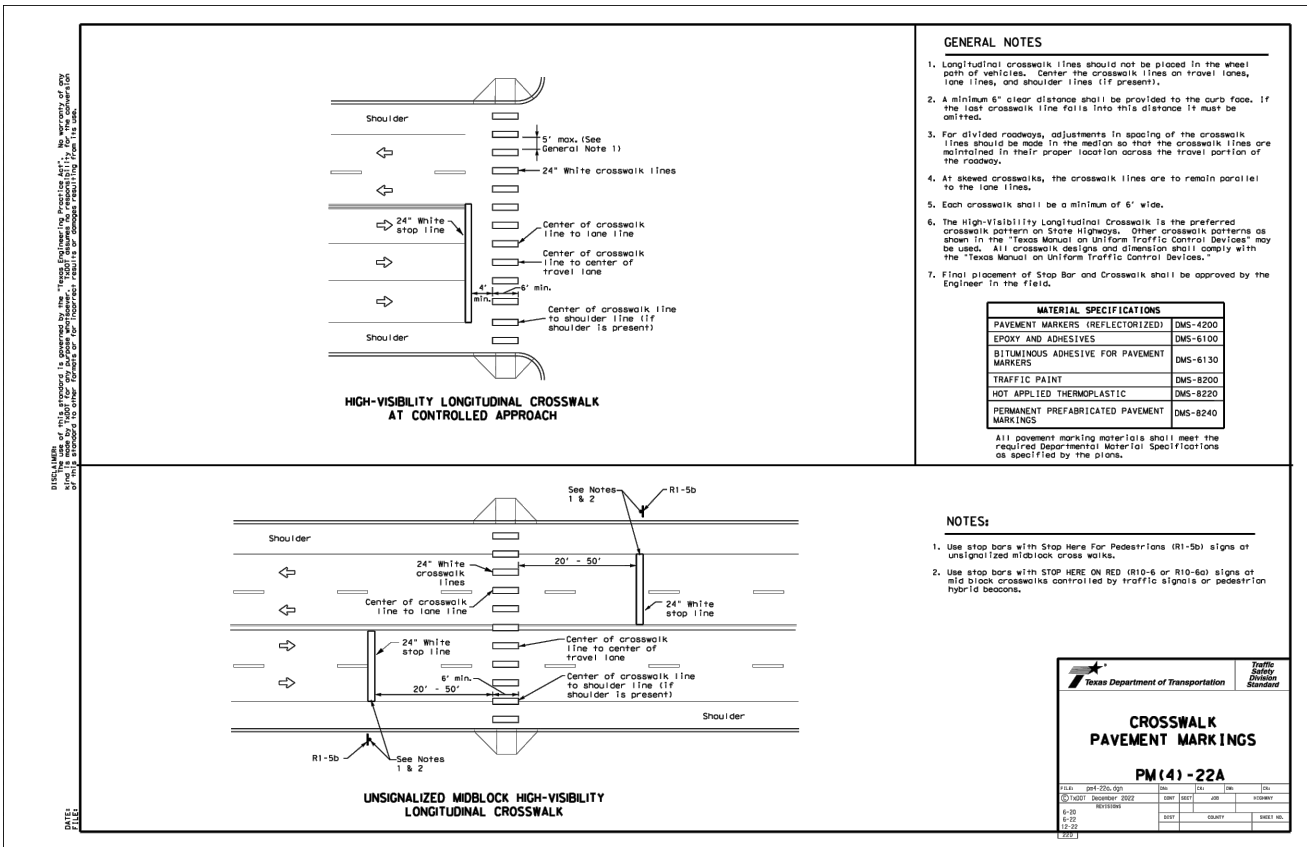 DISCLAIMER:
The use of this standard is governed by the "Texas Engineering Practice Act". No warranty of any
kind is made by TxDOT for any purpose whatsoever. TxDOT assumes no responsibility for the conversion
of this standard to other formats or for incorrect results or damages resulting from its use.
DATE:
FILE:
Shoulder
5' max. (See
General Note 1)
24" White crosswalk lines
24" White
stop line
Center of crosswalk
line to lane line
Center of crosswalk
line to center of
travel lane
4'
min.
6' min.
Center of crosswalk line
to shoulder line (if
shoulder is present)
Shoulder
HIGH-VISIBILITY LONGITUDINAL CROSSWALK
AT CONTROLLED APPROACH
GENERAL NOTES
1. Longitudinal crosswalk lines should not be placed in the wheel
path of vehicles. Center the crosswalk lines on travel lanes,
lane lines, and shoulder lines (if present).
2. A minimum 6" clear distance shall be provided to the curb face. If
the last crosswalk line falls into this distance it must be
omitted.
3. For divided roadways, adjustments in spacing of the crosswalk
lines should be made in the median so that the crosswalk lines are
maintained in their proper location across the travel portion of
the roadway.
4. At skewed crosswalks, the crosswalk lines are to remain parallel
to the lane lines.
5. Each crosswalk shall be a minimum of 6' wide.
6. The High-Visibility Longitudinal Crosswalk is the preferred
crosswalk pattern on State Highways. Other crosswalk patterns as
shown in the "Texas Manual on Uniform Traffic Control Devices" may
be used. All crosswalk designs and dimension shall comply with
the "Texas Manual on Uniform Traffic Control Devices."
7. Final placement of Stop Bar and Crosswalk shall be approved by the
Engineer in the field.
MATERIAL SPECIFICATIONS
PAVEMENT MARKERS (REFLECTORIZED) DMS-4200
EPOXY AND ADHESIVES DMS-6100
BITUMINOUS ADHESIVE FOR PAVEMENT
MARKERS DMS-6130
TRAFFIC PAINT DMS-8200
HOT APPLIED THERMOPLASTIC DMS-8220
PERMANENT PREFABRICATED PAVEMENT
MARKINGS DMS-8240
All pavement marking materials shall meet the
required Departmental Material Specifications
as specified by the plans.
See Notes
1 & 2
R1-5b
Shoulder
24" White
crosswalk
lines
20' - 50'
Center of crosswalk
line to lane line
24" White
stop line
24" White
stop line
Center of crosswalk
line to center of
travel lane
6' min.
20' - 50'
Center of crosswalk line
to shoulder line (if
shoulder is present)
Shoulder
R1-5b
See Notes
1 & 2
UNSIGNALIZED MIDBLOCK HIGH-VISIBILITY
LONGITUDINAL CROSSWALK
NOTES:
1. Use stop bars with Stop Here For Pedestrians (R1-5b) signs at
unsignalized midblock cross walks.
2. Use stop bars with STOP HERE ON RED (R10-6 or R10-6a) signs at
mid block crosswalks controlled by traffic signals or pedestrian
hybrid beacons.
Texas Department of Transportation
Traffic
Safety
Division
Standard
CROSSWALK
PAVEMENT MARKINGS
PM(4)-22A
FILE: pm4-22a.dgn DN: CK: DW: CK:
© TxDOT December 2022 CONT SECT JOB HIGHWAY
REVISIONS
6-20
6-22
12-22
DIST COUNTY SHEET NO.
22D